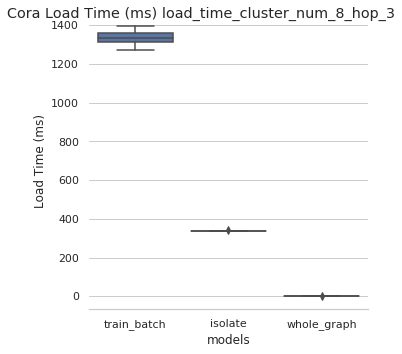 Cora Load Time (ms) load_time_cluster_num_8_hop_3
1400
1200
1000
800
600
400
200
0
Load Time (ms)
train_batch isolate whole_graph
models